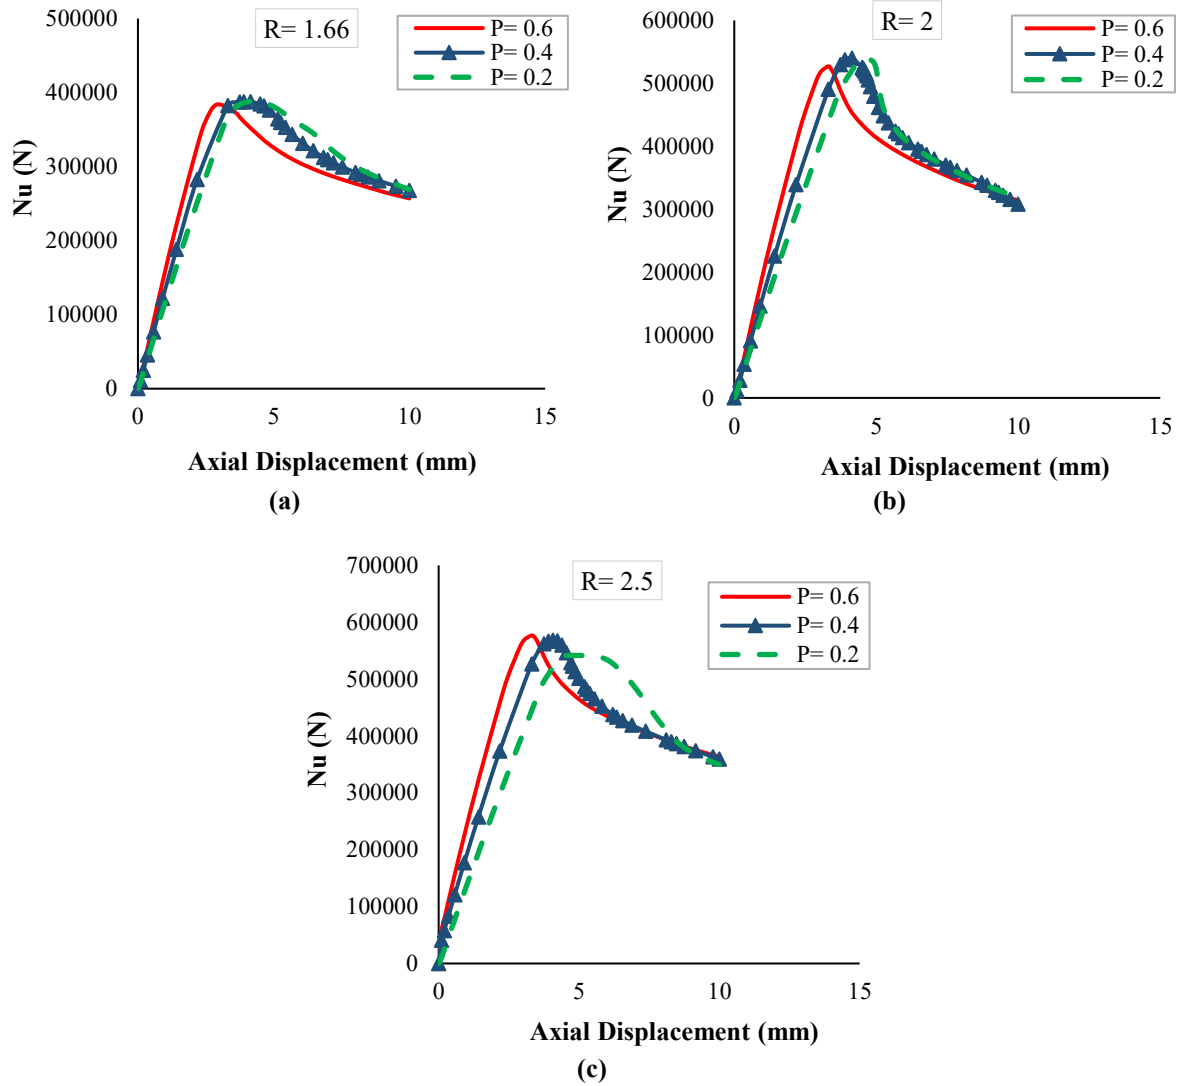 R= 1.66
P= 0.6
P= 0.4
P= 0.2
500000
400000
300000
200000
100000
0
Nu (N)
0 5 10 15
Axial Displacement (mm)
(a)
R= 2
P= 0.6
P= 0.4
P= 0.2
600000
500000
400000
300000
200000
100000
0
Nu (N)
0 5 10 15
Axial Displacement (mm)
(b)
R= 2.5
P= 0.6
P= 0.4
P= 0.2
700000
600000
500000
400000
300000
200000
100000
0
Nu (N)
0 5 10 15
Axial Displacement (mm)
(c)